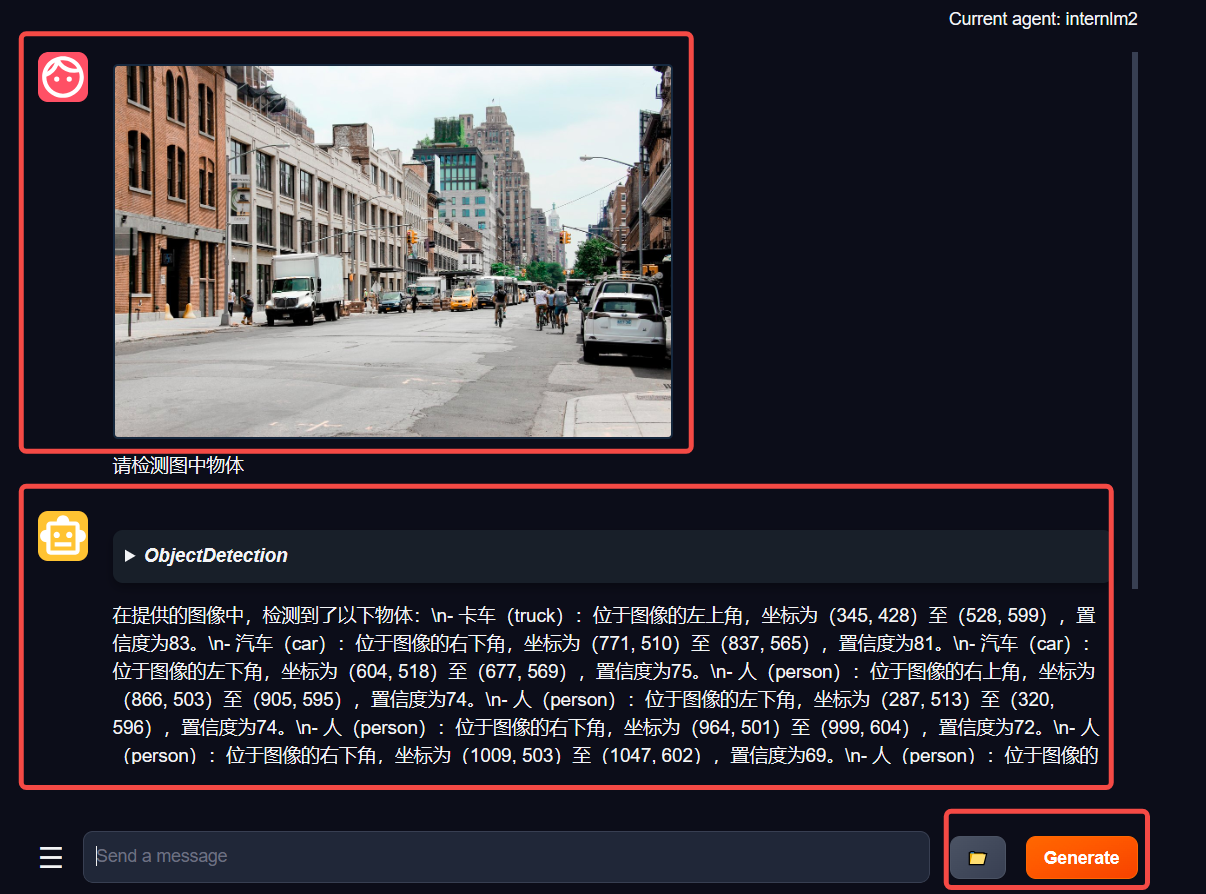 Current agent: internlm2
请检测图中物体
ObjectDetection
在提供的图像中，检测到了以下物体：\n- 卡车（truck）：位于图像的左上角，坐标为（345, 428）至（528, 599），置
信度为83。\n- 汽车（car）：位于图像的右下角，坐标为（771, 510）至（837, 565），置信度为81。\n- 汽车（car）：
位于图像的左下角，坐标为（604, 518）至（677, 569），置信度为75。\n- 人（person）：位于图像的右上角，坐标为
（866, 503）至（905, 595），置信度为74。\n- 人（person）：位于图像的左下角，坐标为（287, 513）至（320,
596），置信度为74。\n- 人（person）：位于图像的右下角，坐标为（964, 501）至（999, 604），置信度为72。\n- 人
（person）：位于图像的右下角，坐标为（1009, 503）至（1047, 602），置信度为69。\n- 人（person）：位于图像的
Send a message
Generate